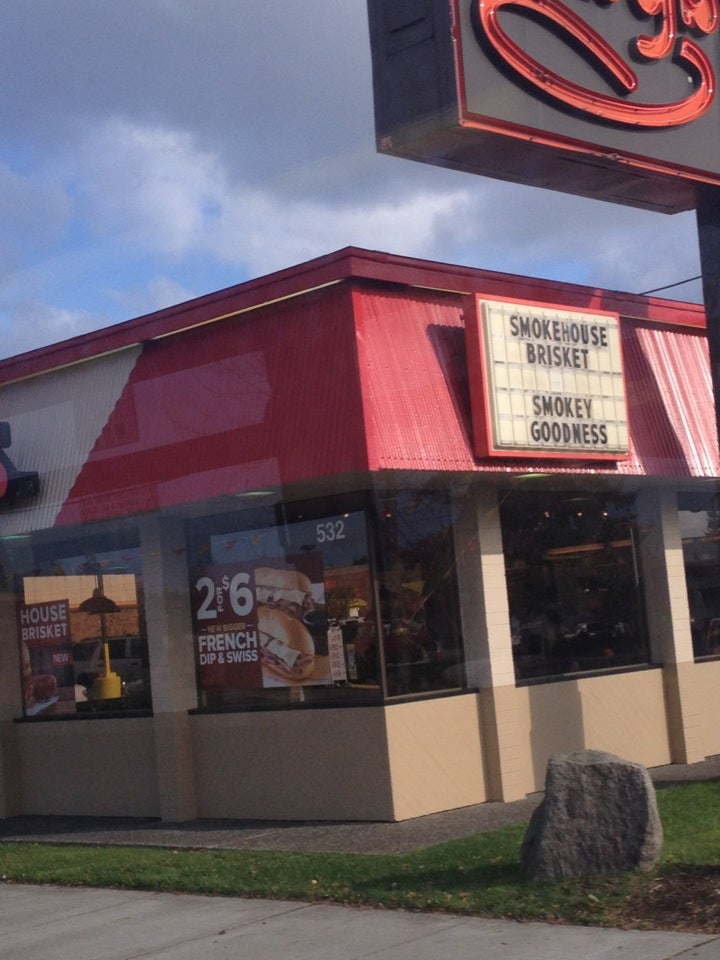 SMOKEHOUSE
BRISKET
SMOKEY
GOODNESS
532
2 FOR $6
NEW BIGGER
FRENCH
DIP & SWISS
HOUSE
BRISKET
NEW